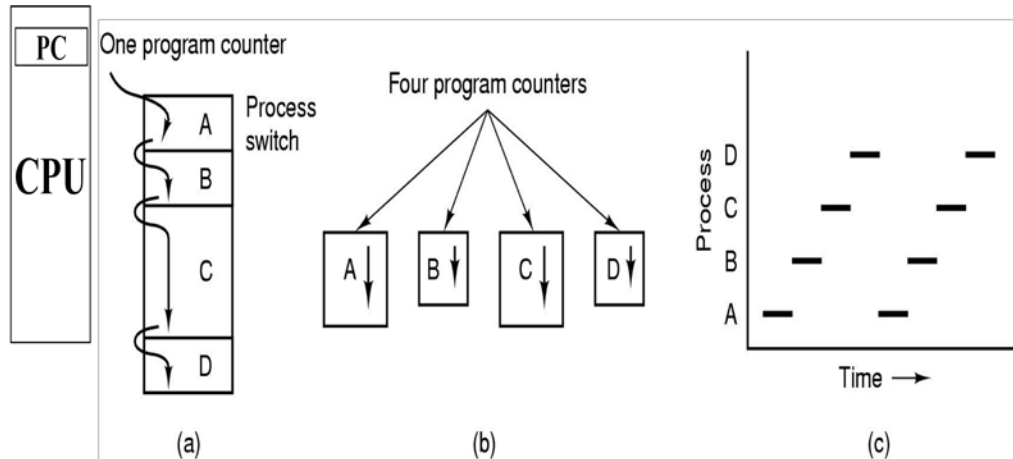 PC
CPU
One program counter
Process
switch
A
B
C
D
(a)
Four program counters
A
B
C
D
(b)
Process
D
C
B
A
Time
(c)